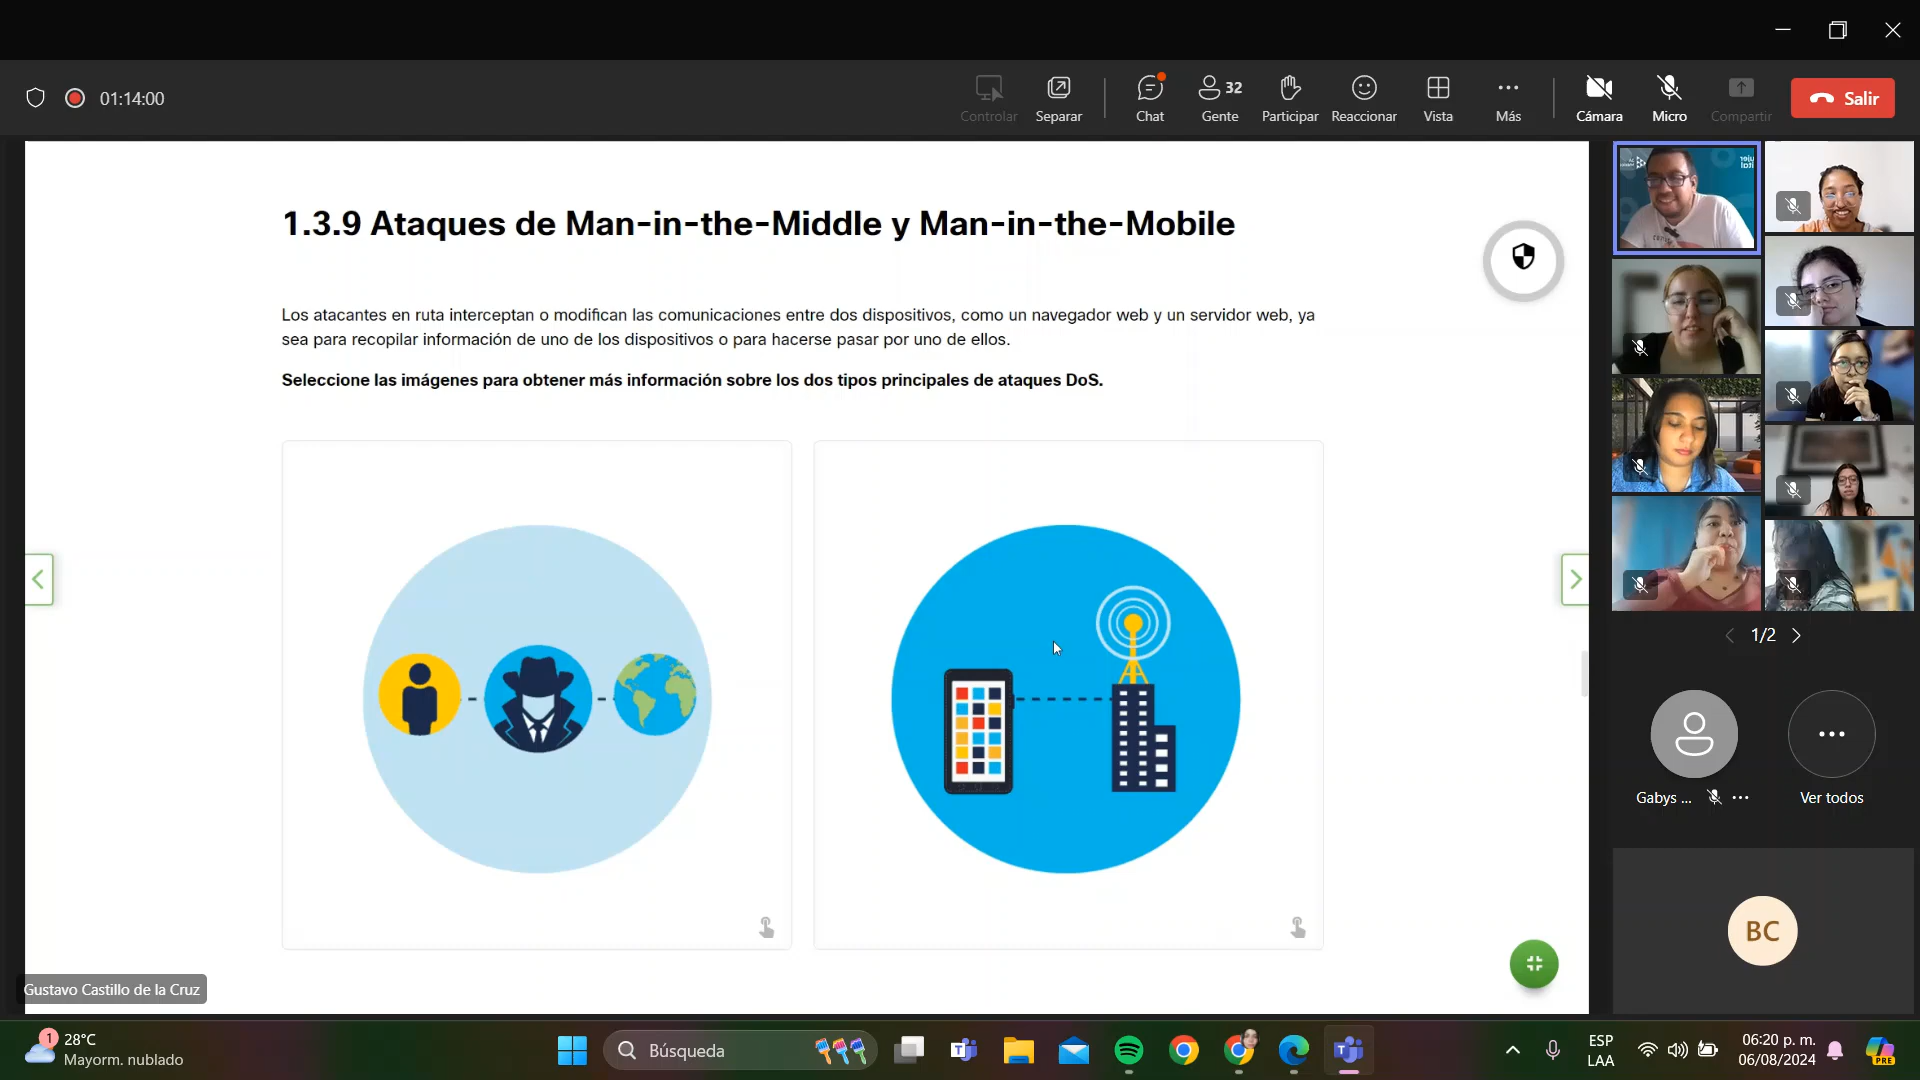 01:14:00
Controlar
Separar
Chat
32
Gente
Participar
Reaccionar
Vista
Más
Cámara
Micro
Compartir
Salir
1.3.9 Ataques de Man-in-the-Middle y Man-in-the-Mobile
Los atacantes en ruta interceptan o modifican las comunicaciones entre dos dispositivos, como un navegador web y un servidor web, ya
sea para recopilar información de uno de los dispositivos o para hacerse pasar por uno de ellos.
Seleccione las imágenes para obtener más información sobre los dos tipos principales de ataques DoS.
1/2
Gabys ...
Ver todos
BC
Gustavo Castillo de la Cruz
1
28°C
Mayorm. nublado
Búsqueda
ESP
LAA
06:20 p. m.
06/08/2024
PRE